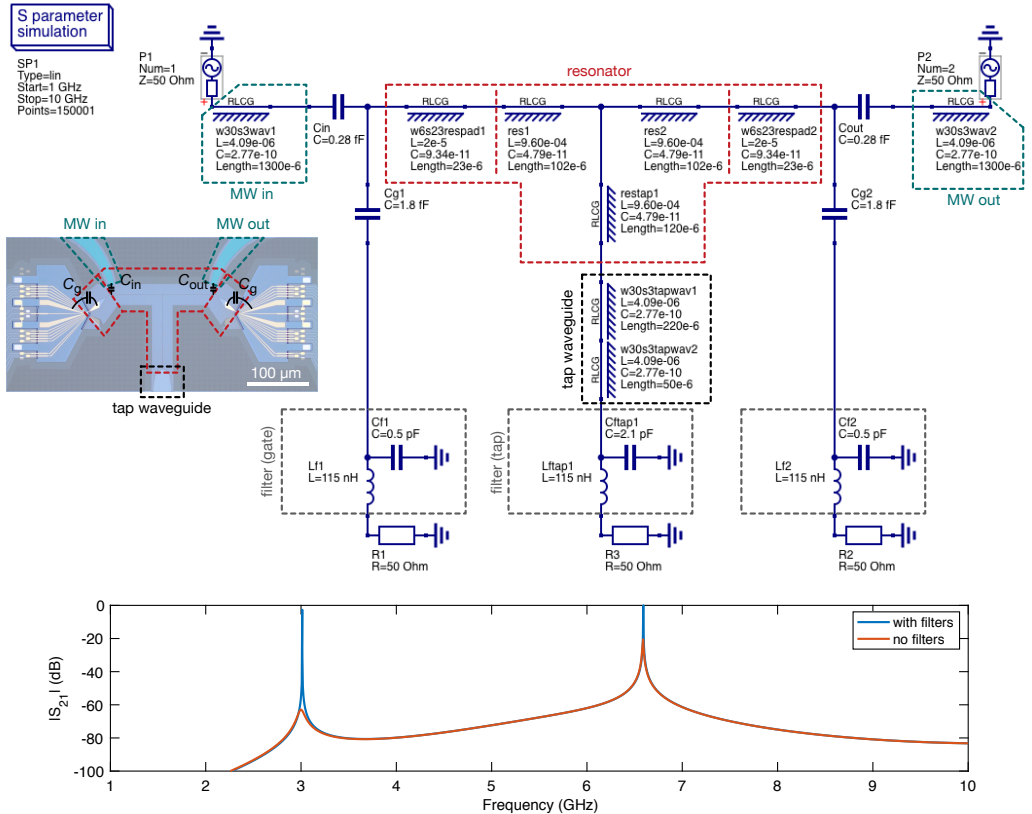 S parameter
simulation
SP1
Type=lin
Start=1 GHz
Stop=10 GHz
Points=150001
P1
Num=1
Z=50 Ohm
RLCG
w30s3wav1
L=4.09e-06
C=2.77e-10
Length=1300e-6
MW in
Cin
C=0.28 fF
resonator
RLCG
w6s23respad1
L=2e-5
C=9.34e-11
Length=23e-6
RLCG
res1
L=9.60e-04
C=4.79e-11
Length=102e-6
RLCG
res2
L=9.60e-04
C=4.79e-11
Length=102e-6
RLCG
w6s23respad2
L=2e-5
C=9.34e-11
Length=23e-6
Cout
C=0.28 fF
P2
Num=2
Z=50 Ohm
RLCG
w30s3wav2
L=4.09e-06
C=2.77e-10
Length=1300e-6
MW out
Cg1
C=1.8 fF
RLCG
restap1
L=9.60e-04
C=4.79e-11
Length=120e-6
Cg2
C=1.8 fF
MW in
MW out
Cg
Cin
Cout
Cg
100 μm
tap waveguide
tap waveguide
RLCG
w30s3tapwav1
L=4.09e-06
C=2.77e-10
Length=220e-6
RLCG
w30s3tapwav2
L=4.09e-06
C=2.77e-10
Length=50e-6
filter (gate)
Cf1
C=0.5 pF
Lf1
L=115 nH
R1
R=50 Ohm
filter (tap)
Cftap1
C=2.1 pF
Lftap1
L=115 nH
R3
R=50 Ohm
Cf2
C=0.5 pF
Lf2
L=115 nH
R2
R=50 Ohm
|S21| (dB)
0
-20
-40
-60
-80
-100
with filters
no filters
1 2 3 4 5 6 7 8 9 10
Frequency (GHz)